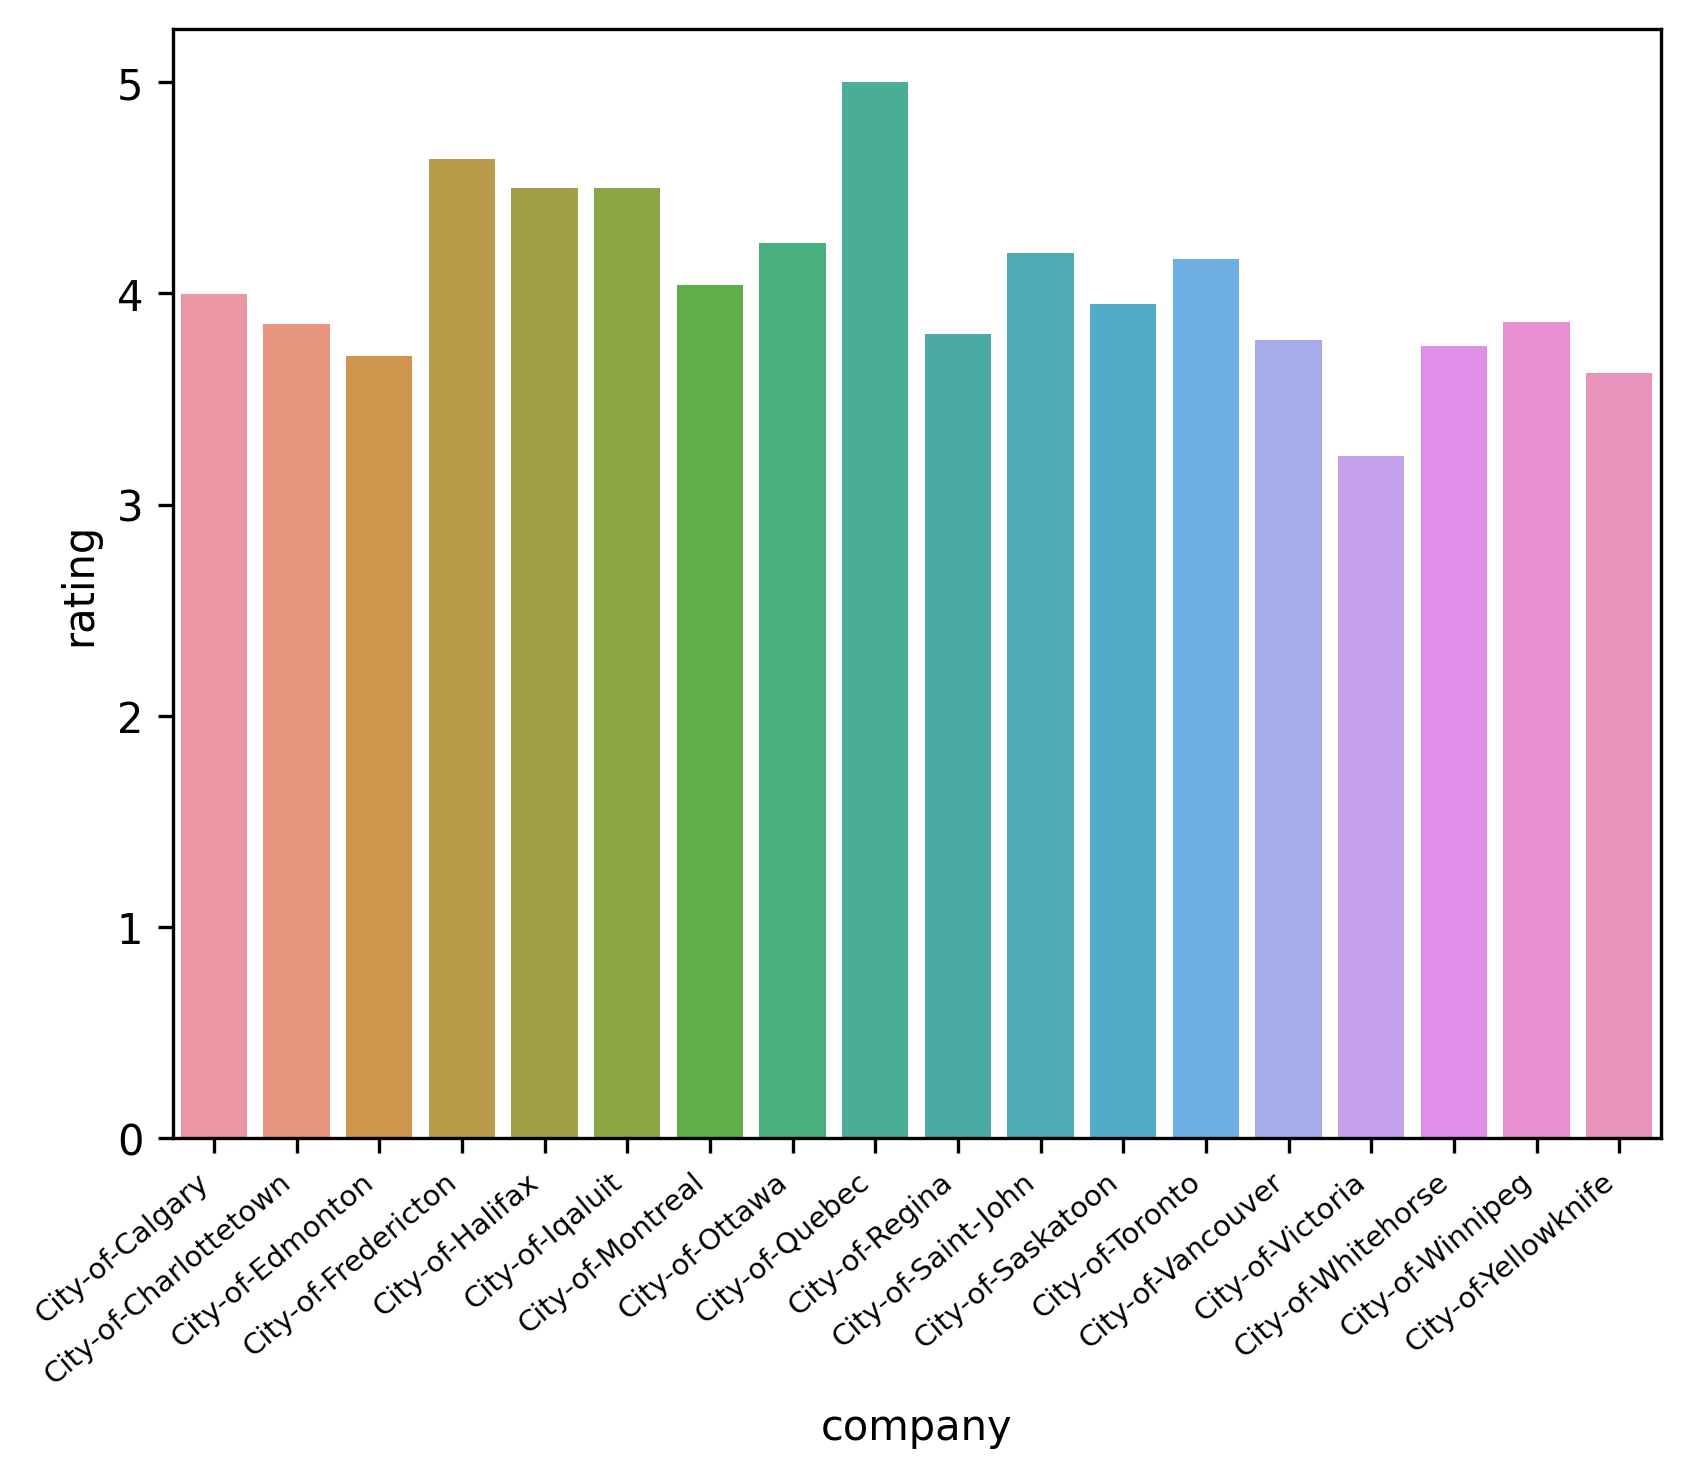 5
4
3
2
1
0
rating
City-of-Calgary
City-of-Charlottetown
City-of-Edmonton
City-of-Fredericton
City-of-Halifax
City-of-Iqaluit
City-of-Montreal
City-of-Ottawa
City-of-Quebec
City-of-Regina
City-of-Saint-John
City-of-Saskatoon
City-of-Toronto
City-of-Vancouver
City-of-Victoria
City-of-Whitehorse
City-of-Winnipeg
City-of-Yellowknife
company